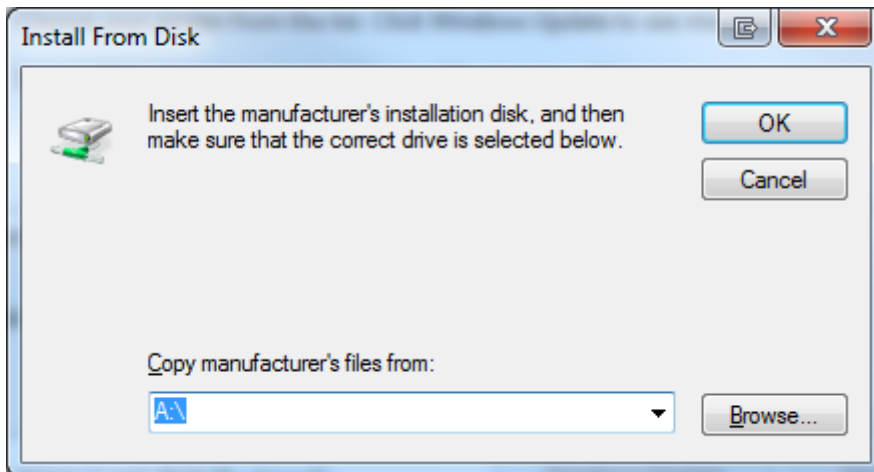 Install From Disk
Insert the manufacturer's installation disk, and then
make sure that the correct drive is selected below.
OK
Cancel
Copy manufacturer's files from:
A:\
Browse...